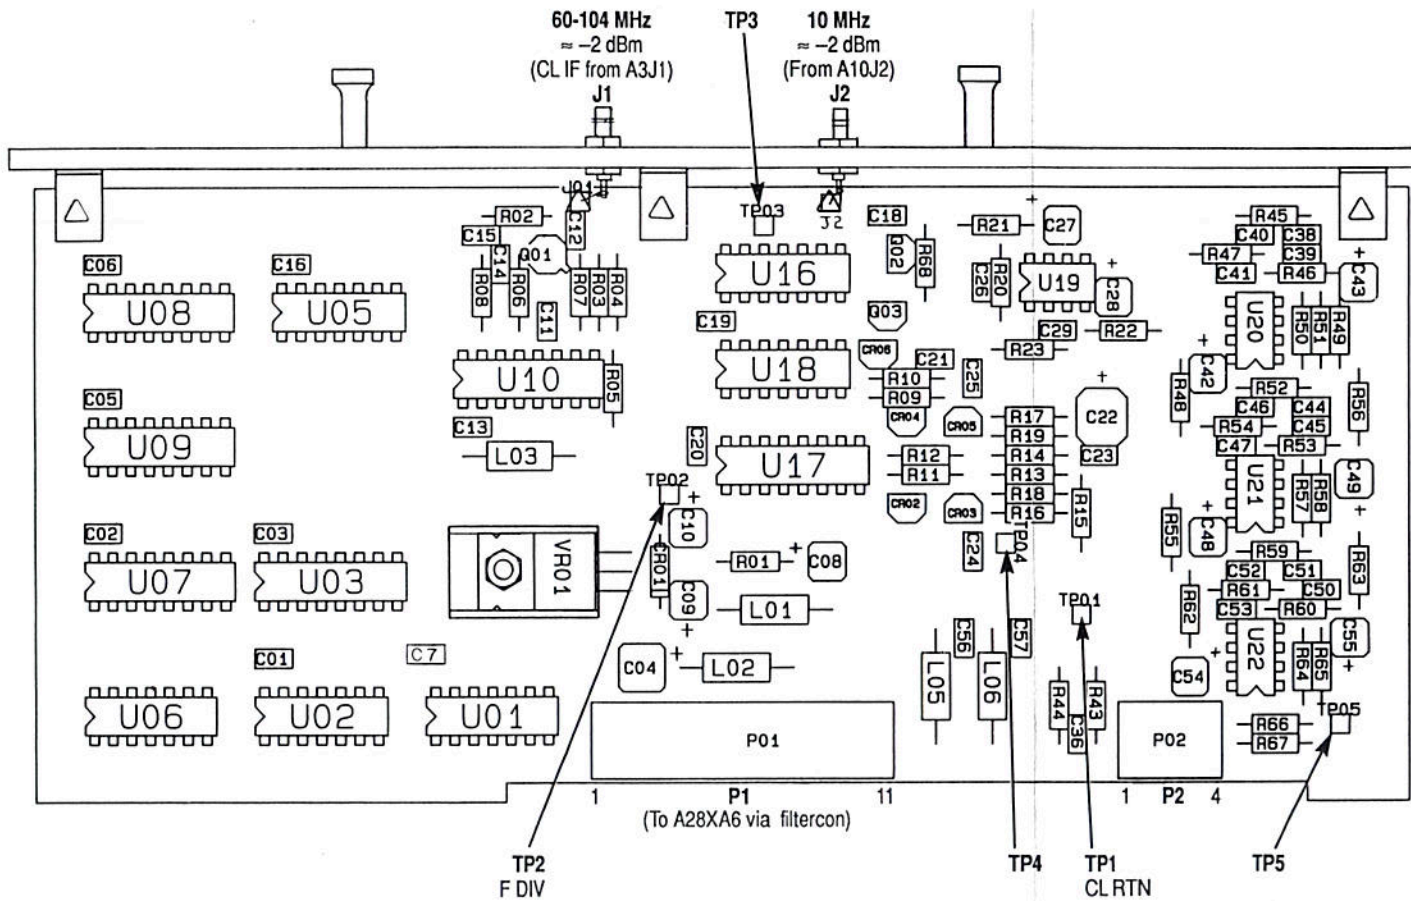 60-104 MHz
≈ –2 dBm
(CL IF from A3J1)
J1
TP3
10 MHz
≈ –2 dBm
(From A10J2)
J2
J01
J2
TP03
R02
C12
C15
C14
Q01
C18
Q02
R68
R21
C27
R45
C40
C38
R47
C39
C41
R46
C43
C06
C16
R08
R06
R07
R03
R04
C11
U16
C26
R20
U19
C28
U08
U05
C19
Q03
C29
R22
R23
U20
R50
R51
R49
CR06
C21
U10
R05
U18
R10
R09
C25
C42
R48
R52
R56
C05
C13
CR04
CR05
R17
R19
R14
R13
R18
R16
C22
C23
C46
C44
R54
C45
C47
R53
U09
L03
C20
U17
R12
R11
U21
R57
R58
C49
TP02
C10
CR02
CR03
R15
R55
C48
C02
C03
VR01
CR01
R01
C08
C24
TP04
R59
C52
C51
R63
U07
U03
C09
L01
TP01
R62
R61
C50
C53
R60
C01
C7
C04
L02
L05
C56
L06
C57
C54
U22
R64
R65
C55
U06
U02
U01
R44
C36
R43
TP05
P01
P02
R66
R67
1
P1
11
1
P2
4
(To A28XA6 via filtercon)
TP2
F DIV
TP4
TP1
CL RTN
TP5